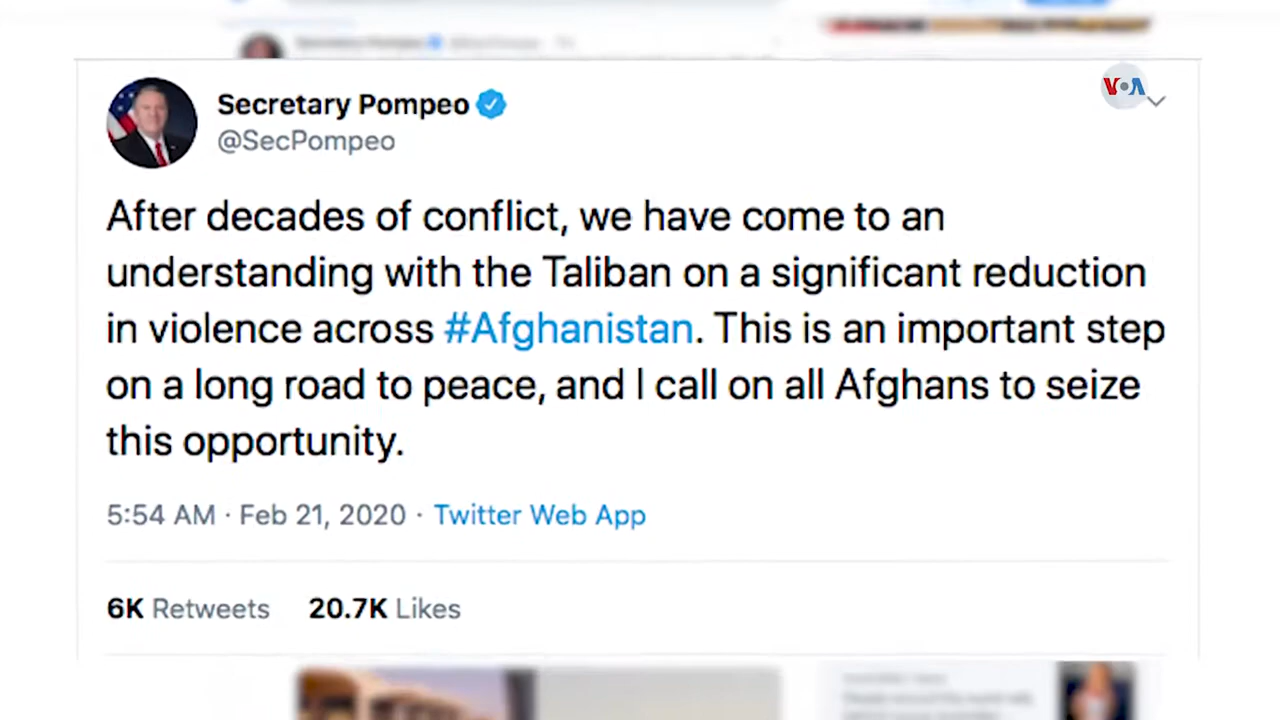 Secretary Pompeo
VOA
@SecPompeo
After decades of conflict, we have come to an
understanding with the Taliban on a significant reduction
in violence across #Afghanistan. This is an important step
on a long road to peace, and I call on all Afghans to seize
this opportunity.
5:54 AM · Feb 21, 2020 · Twitter Web App
6K Retweets 20.7K Likes